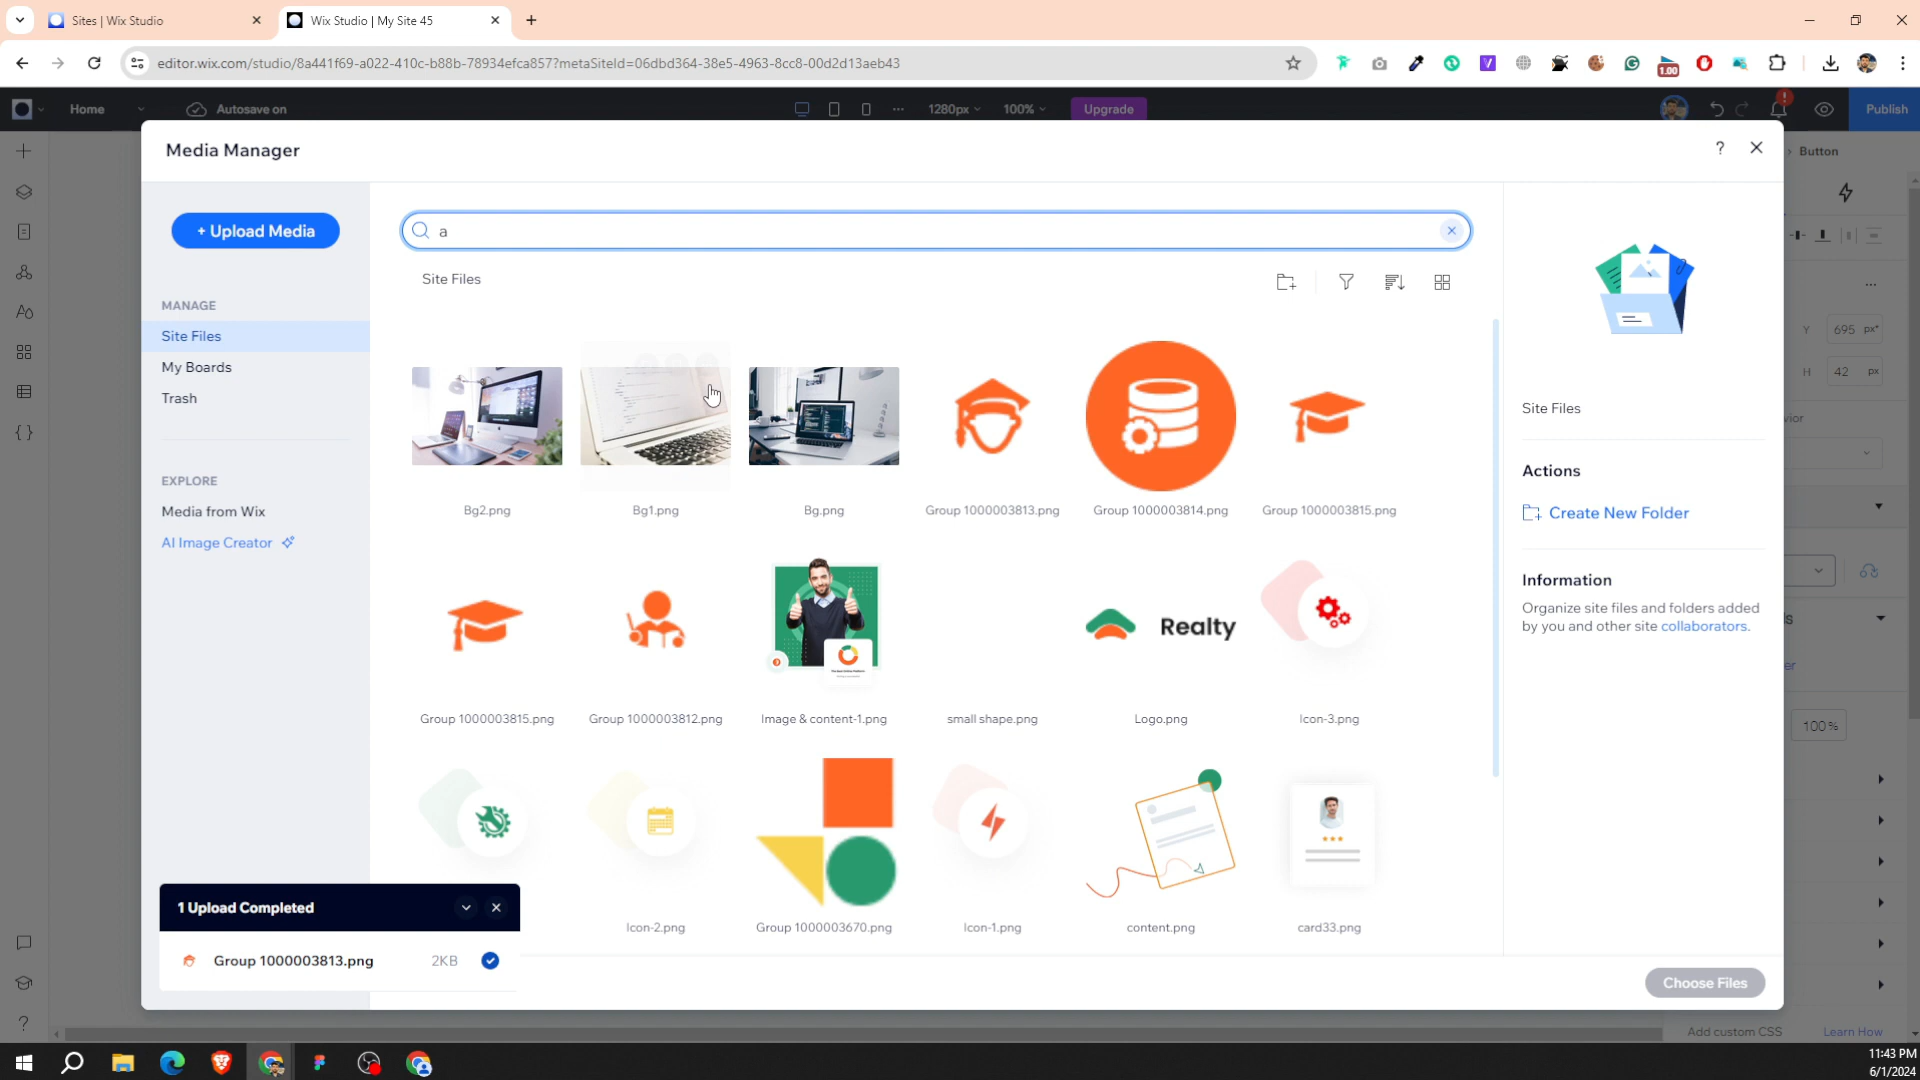 Sites | Wix Studio
Wix Studio | My Site 45
editor.wix.com/studio/8a441f69-a022-410c-b88b-78934efca857?metaSiteId=06dbd364-38e5-4963-8cc8-00d2d13aeb43
1.00
Home
Autosave on
1280px
100%
Upgrade
Publish
Media Manager
?
Button
+ Upload Media
a
Site Files
MANAGE
Site Files
My Boards
Trash
EXPLORE
Media from Wix
AI Image Creator
Bg2.png
Bg1.png
Bg.png
Group 1000003813.png
Group 1000003814.png
Group 1000003815.png
Realty
Group 1000003815.png
Group 1000003812.png
Image & content-1.png
small shape.png
Logo.png
Icon-3.png
Icon-2.png
Group 1000003670.png
Icon-1.png
content.png
card33.png
Site Files
Actions
Create New Folder
Information
Organize site files and folders added
by you and other site collaborators.
Y 695 px*
H 42 px
vior
s
er
100%
1 Upload Completed
Group 1000003813.png 2KB
Choose Files
?
Add custom CSS
Learn How
11:43 PM
6/1/2024